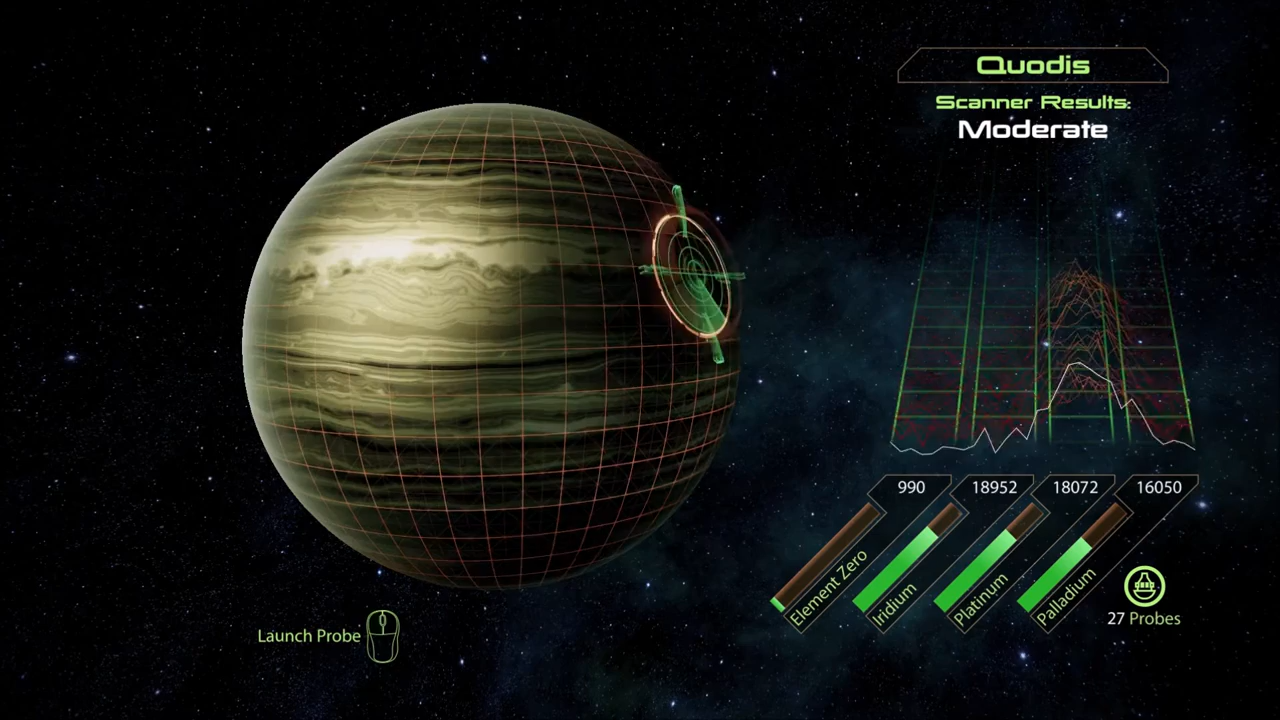 Quodis
Scanner Results:
Moderate
990 18952 18072 16050
Element Zero
Iridium
Platinum
Palladium
27 Probes
Launch Probe